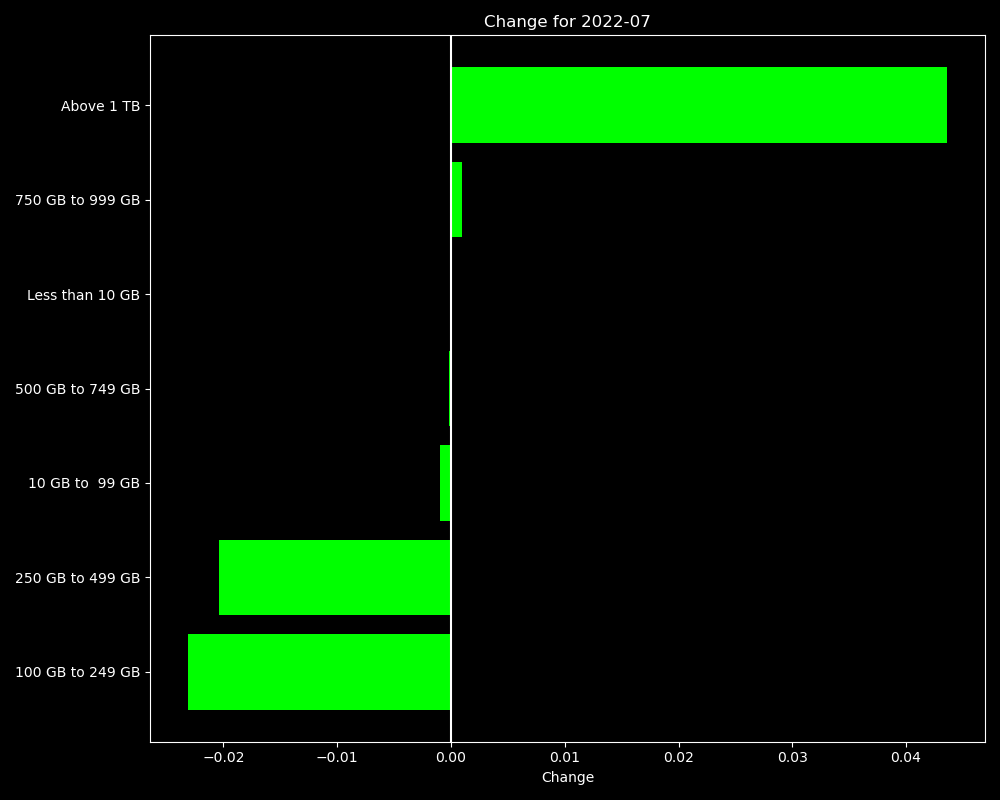 Change for 2022-07
Above 1 TB
750 GB to 999 GB
Less than 10 GB
500 GB to 749 GB
10 GB to  99 GB
250 GB to 499 GB
100 GB to 249 GB
−0.02 −0.01 0.00 0.01 0.02 0.03 0.04
Change